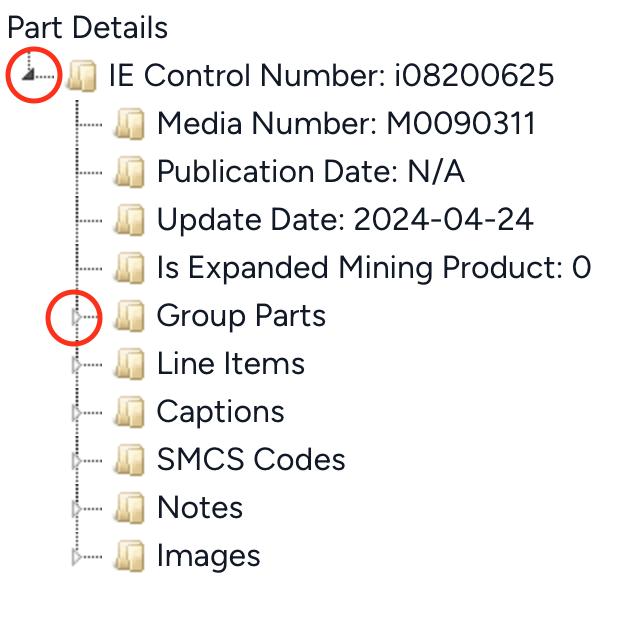 Part Details
IE Control Number: i08200625
Media Number: M0090311
Publication Date: N/A
Update Date: 2024-04-24
Is Expanded Mining Product: 0
Group Parts
Line Items
Captions
SMCS Codes
Notes
Images